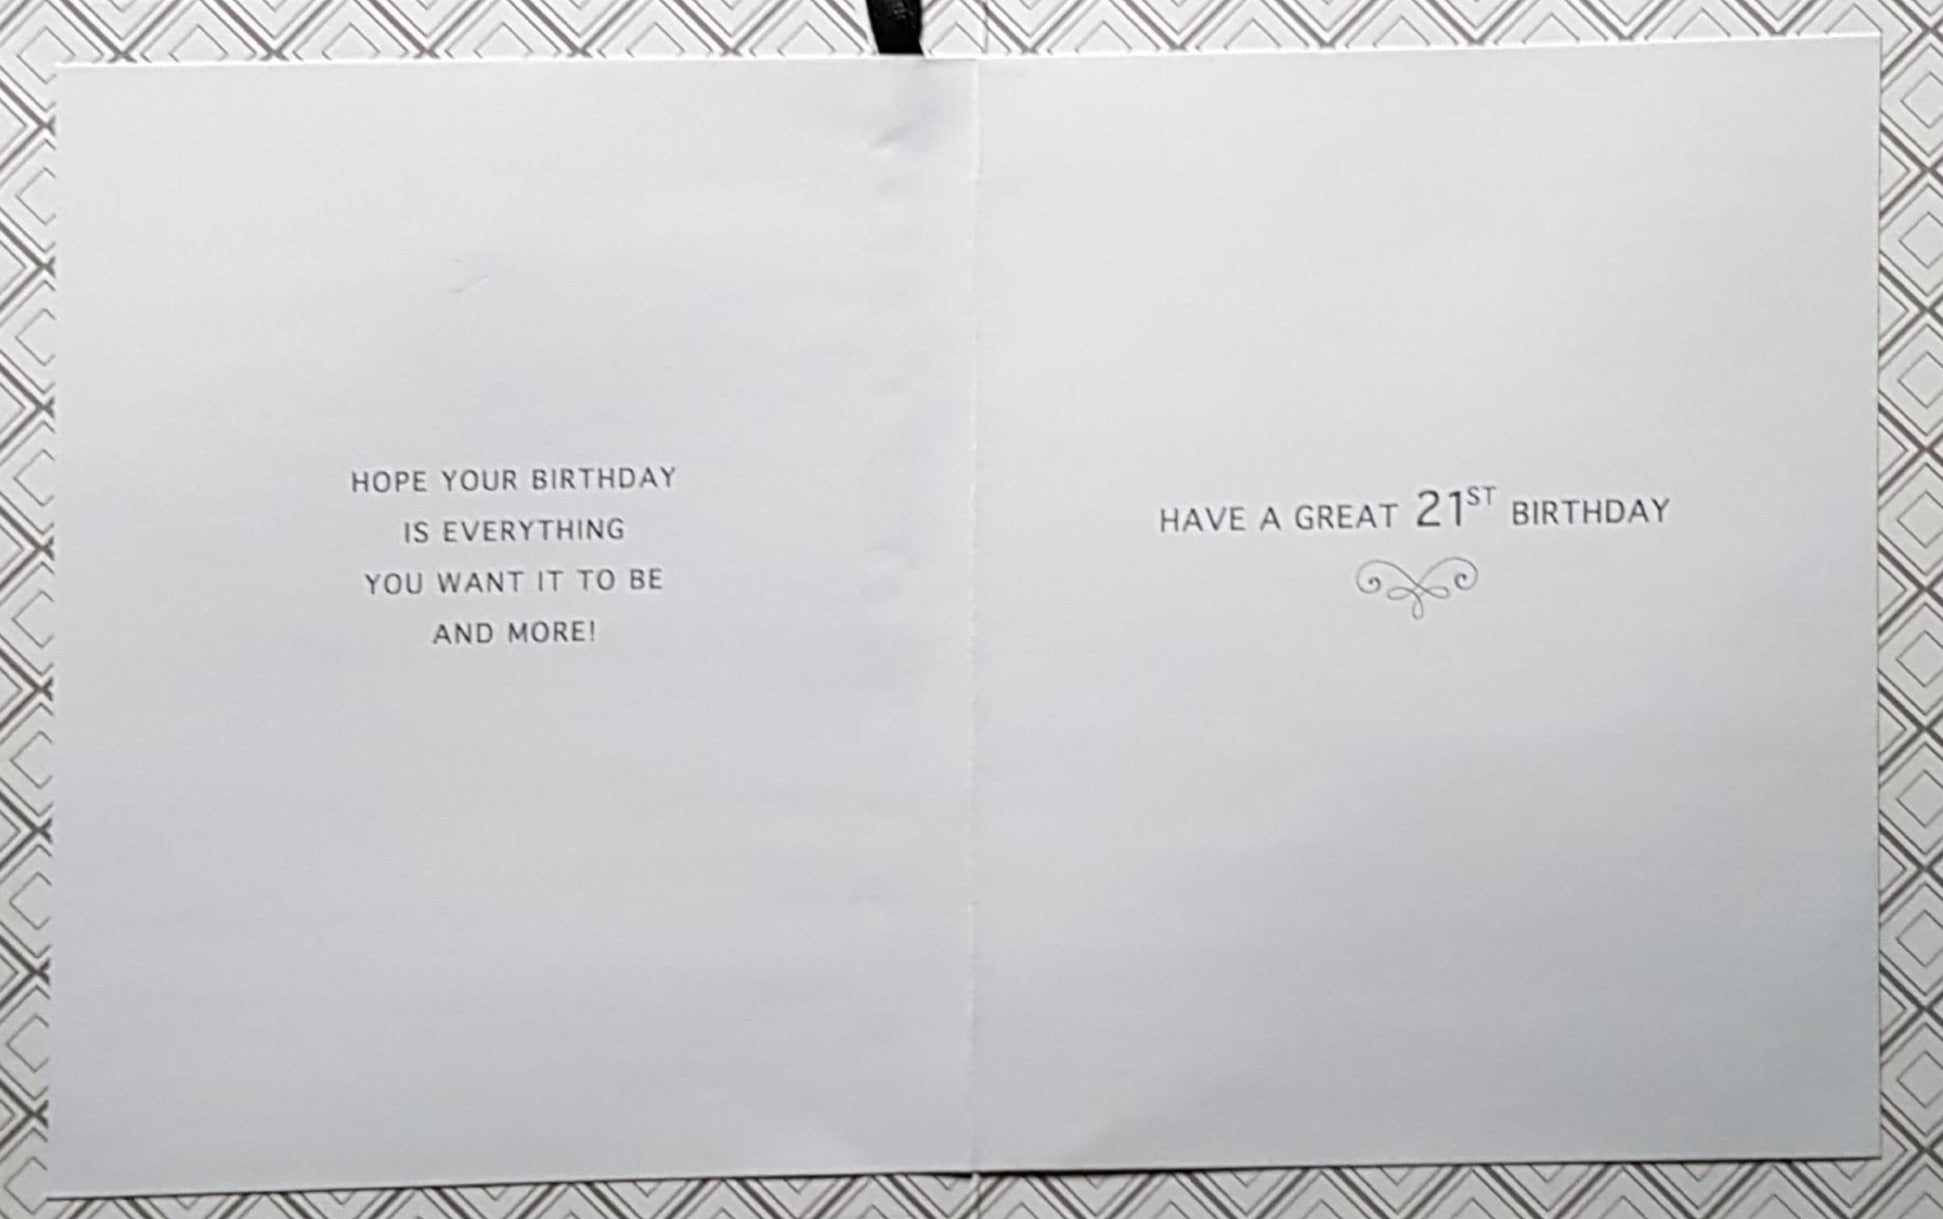 HOPE YOUR BIRTHDAY
IS EVERYTHING
YOU WANT IT TO BE
AND MORE!
HAVE A GREAT 21ST BIRTHDAY